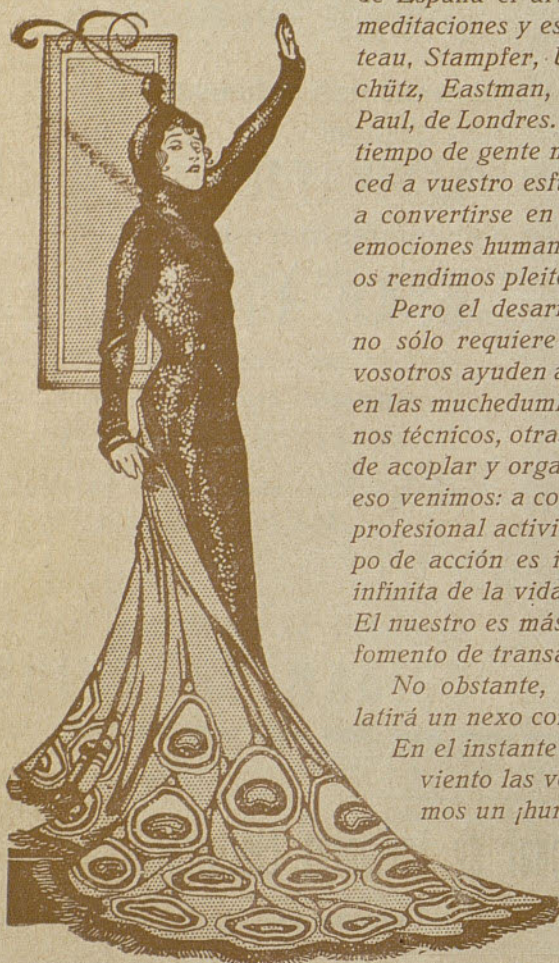 de España el
meditaciones y es
teau, Stampfer,
chütz, Eastman,
Paul, de Londres.
tiempo de gente
ced a vuestro esf
a convertirse en
emociones human
os rendimos pleit
Pero el desarr
no sólo requiere
vosotros ayuden a
en las muchedum
nos técnicos, otra
de acoplar y orga
eso venimos: a co
profesional activi
po de acción es i
infinita de la vida
El nuestro es más
fomento de transa
No obstante,
latirá un nexo co
En el instante
viento las v
mos un ¡hur